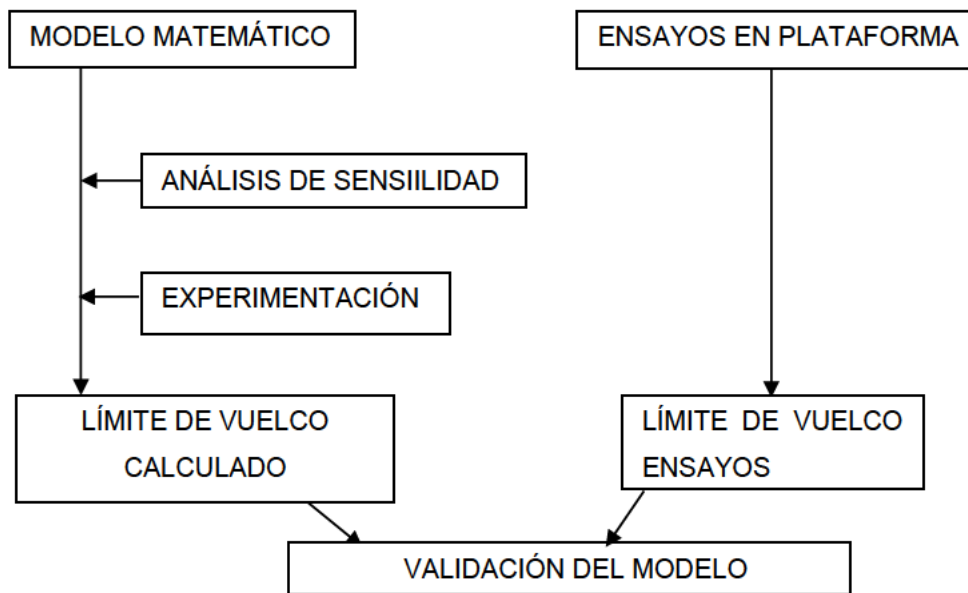 MODELO MATEMÁTICO
ENSAYOS EN PLATAFORMA
ANÁLISIS DE SENSIILIDAD
EXPERIMENTACIÓN
LÍMITE DE VUELCO
CALCULADO
LÍMITE DE VUELCO
ENSAYOS
VALIDACIÓN DEL MODELO